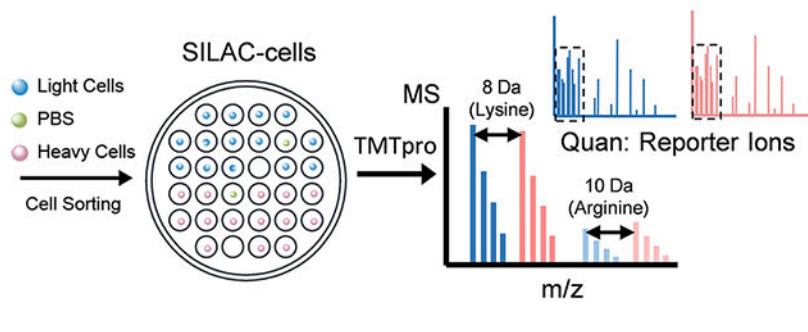 SILAC-cells
Light Cells
PBS
Heavy Cells
Cell Sorting
TMTpro
MS
8 Da
(Lysine)
10 Da
(Arginine)
m/z
Quan: Reporter Ions